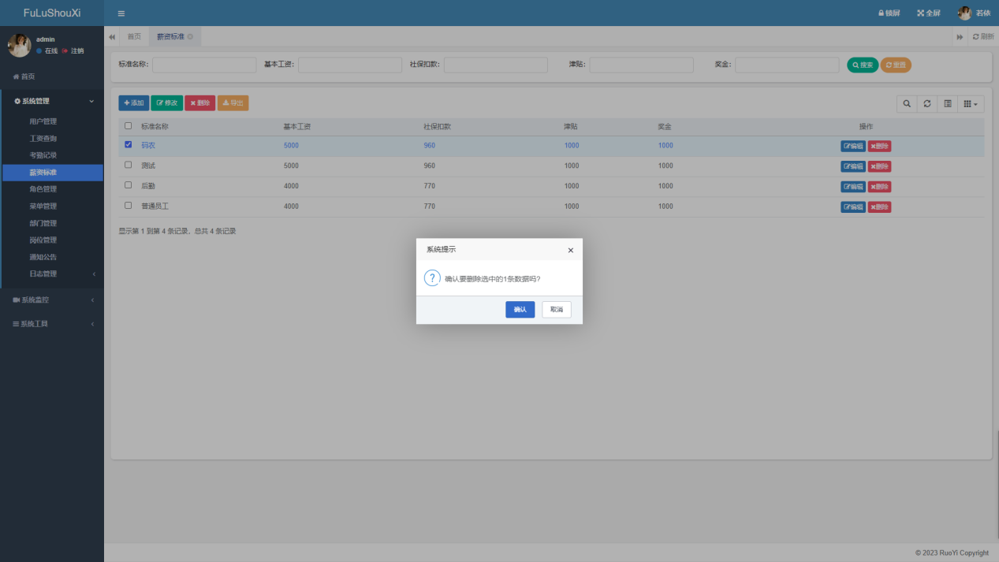 FuLuShouXi
锁屏 全屏 若依
admin
在线 注销
首页 薪资标准 刷新
首页
系统管理
用户管理
工资查询
考勤记录
薪资标准
角色管理
菜单管理
部门管理
岗位管理
通知公告
日志管理
系统监控
系统工具
标准名称: 基本工资: 社保扣款: 津贴: 奖金: 搜索 重置
添加 修改 删除 导出
标准名称 基本工资 社保扣款 津贴 奖金 操作
码农 5000 960 1000 1000 编辑 删除
测试 5000 960 1000 1000 编辑 删除
后勤 4000 770 1000 1000 编辑 删除
普通员工 4000 770 1000 1000 编辑 删除
显示第 1 到第 4 条记录，总共 4 条记录
系统提示
确认要删除选中的1条数据吗?
确认 取消
© 2023 RuoYi Copyright